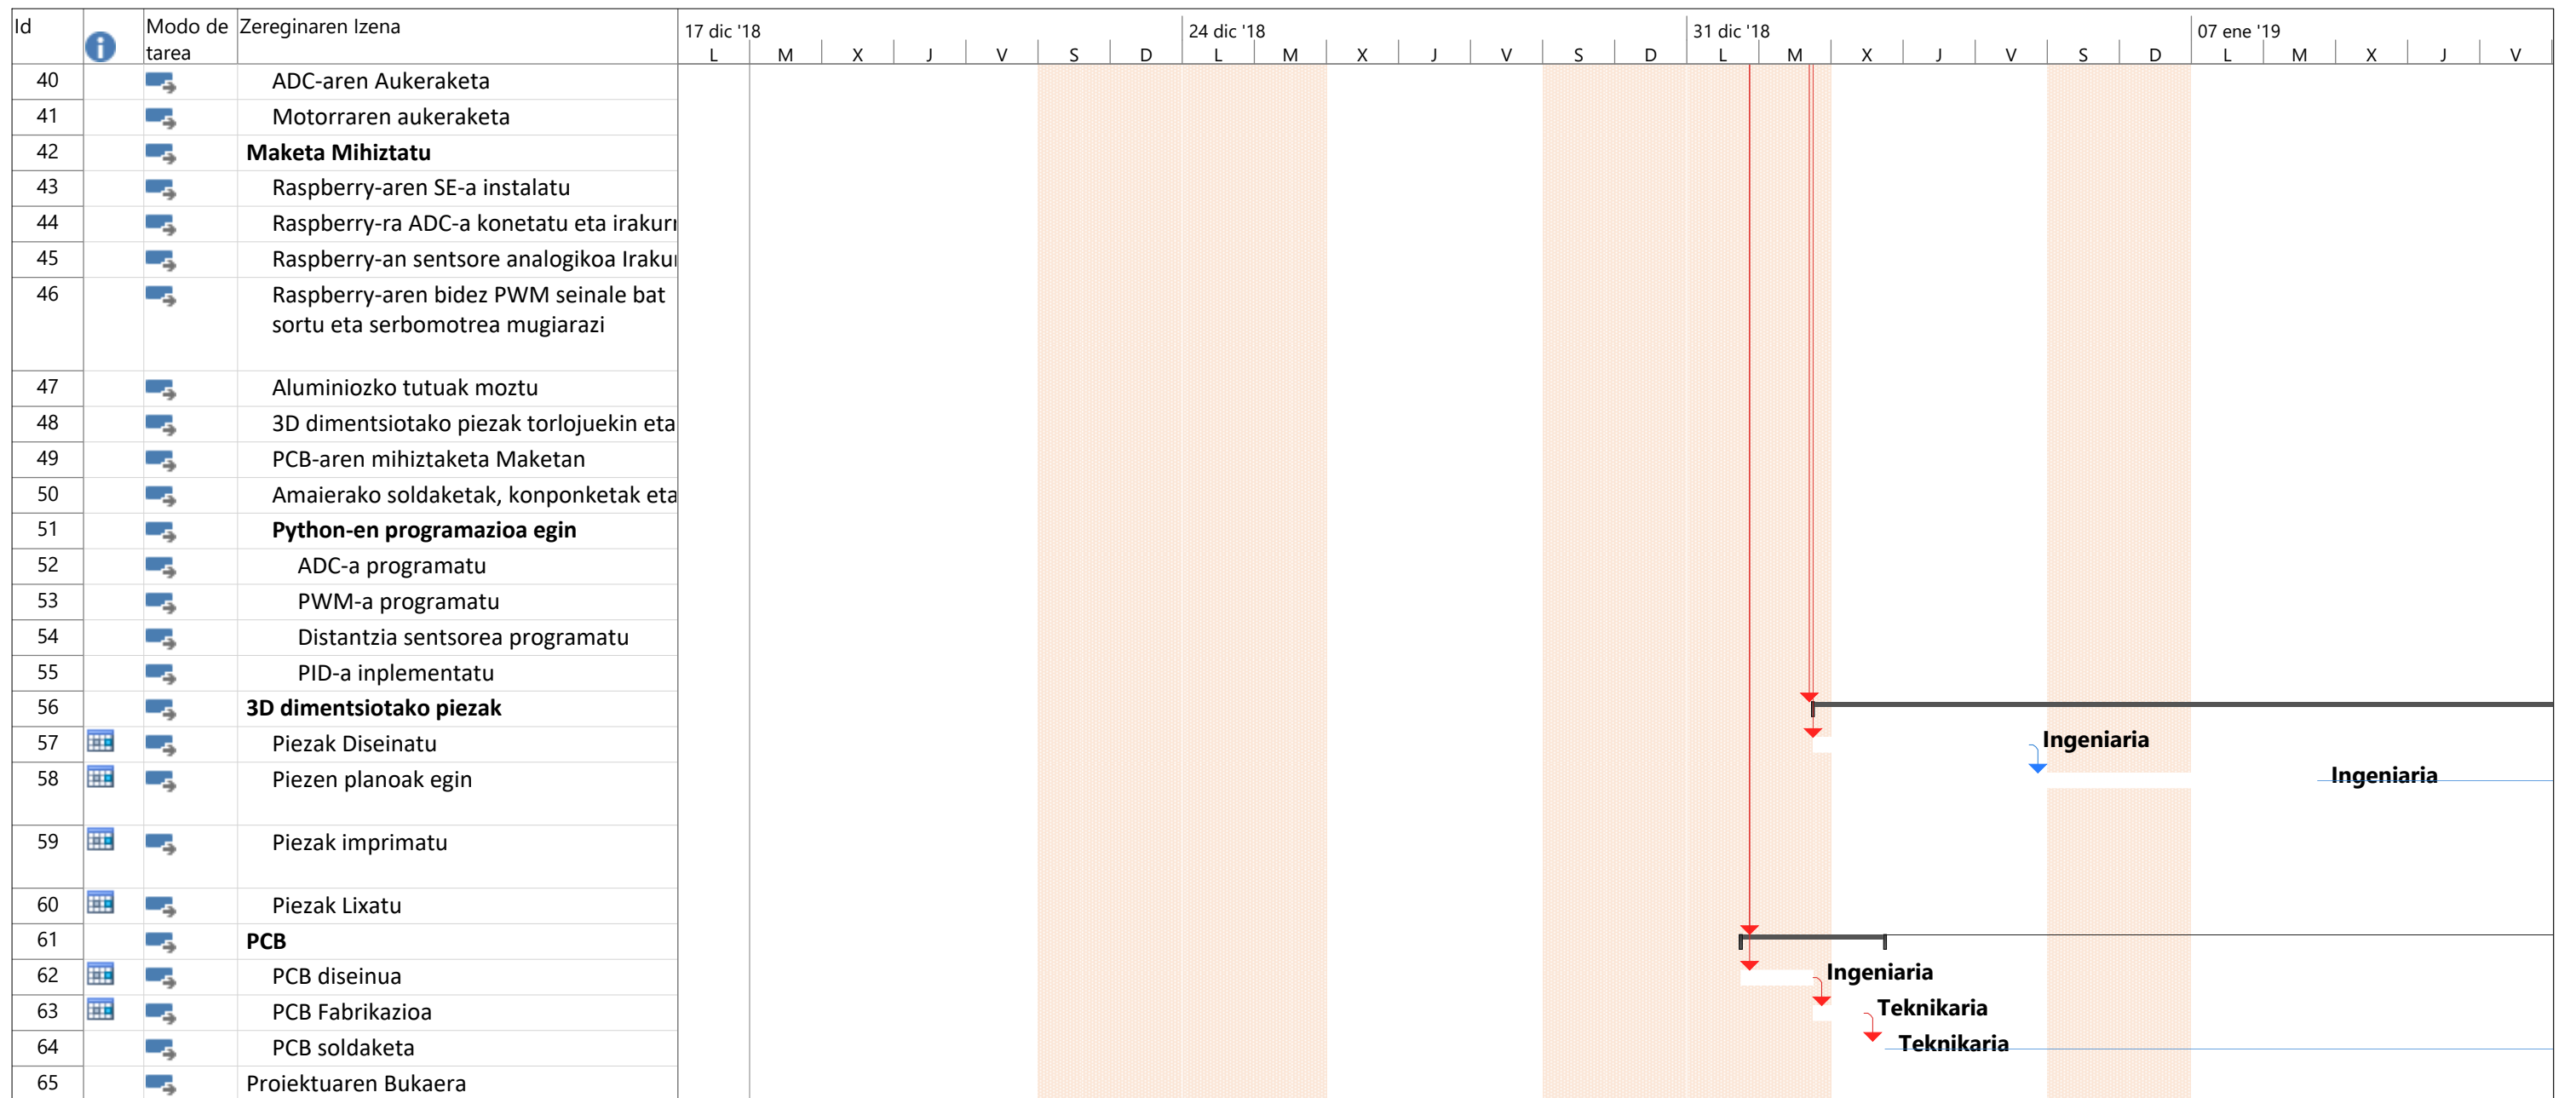 Id
Modo de tarea
Zereginaren Izena
17 dic '18
24 dic '18
31 dic '18
07 ene '19
L M X J V S D L M X J V S D L M X J V S D L M X J V
40 ADC-aren Aukeraketa
41 Motorraren aukeraketa
42 Maketa Mihiztatu
43 Raspberry-aren SE-a instalatu
44 Raspberry-ra ADC-a konetatu eta irakurr
45 Raspberry-an sentsore analogikoa Iraku
46 Raspberry-aren bidez PWM seinale bat
sortu eta serbomotrea mugiarazi
47 Aluminiozko tutuak moztu
48 3D dimentsiotako piezak torlojuekin eta
49 PCB-aren mihiztaketa Maketan
50 Amaierako soldaketak, konponketak eta
51 Python-en programazioa egin
52 ADC-a programatu
53 PWM-a programatu
54 Distantzia sentsorea programatu
55 PID-a inplementatu
56 3D dimentsiotako piezak
57 Piezak Diseinatu Ingeniaria
58 Piezen planoak egin Ingeniaria
59 Piezak imprimatu
60 Piezak Lixatu
61 PCB
62 PCB diseinua Ingeniaria
63 PCB Fabrikazioa Teknikaria
64 PCB soldaketa Teknikaria
65 Proiektuaren Bukaera